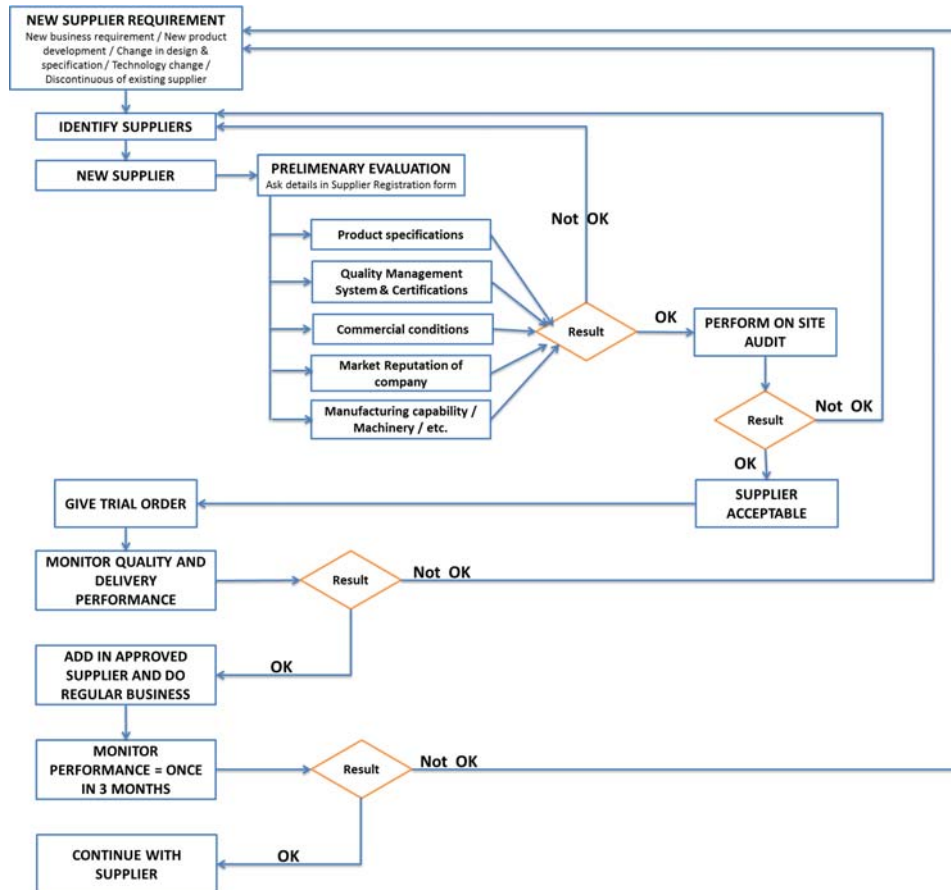 NEW SUPPLIER REQUIREMENT
New business requirement / New product
development / Change in design &
specification / Technology change /
Discontinuous of existing supplier
IDENTIFY SUPPLIERS
NEW SUPPLIER
PRELIMENARY EVALUATION
Ask details in Supplier Registration form
Not OK
Product specifications
Quality Management
System & Certifications
Commercial conditions
Market Reputation of
company
Manufacturing capability /
Machinery / etc.
Result
OK
PERFORM ON SITE
AUDIT
Result
Not OK
OK
SUPPLIER
ACCEPTABLE
GIVE TRIAL ORDER
MONITOR QUALITY AND
DELIVERY
PERFORMANCE
Result
Not OK
OK
ADD IN APPROVED
SUPPLIER AND DO
REGULAR BUSINESS
MONITOR
PERFORMANCE = ONCE
IN 3 MONTHS
Result
Not OK
OK
CONTINUE WITH
SUPPLIER